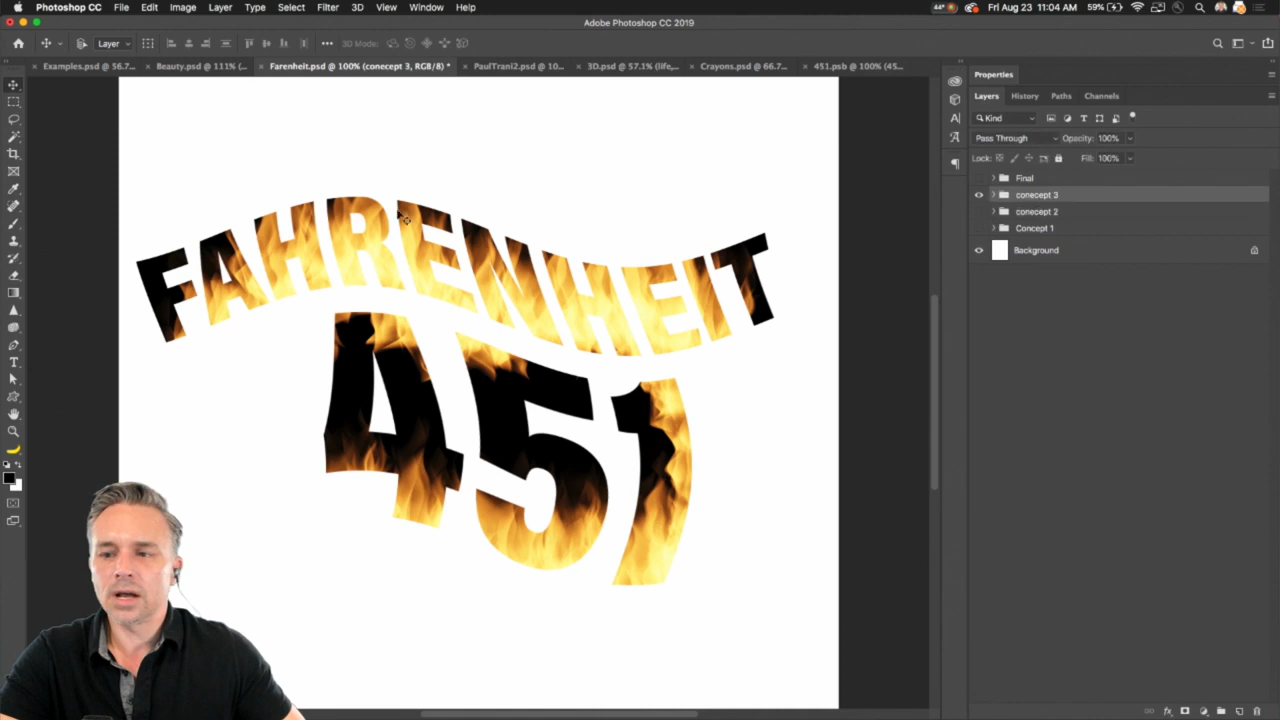 Photoshop CC File Edit Image Layer Type Select Filter 3D View Window Help 44° Fri Aud 23 11:04 AM 59%
Adobe Photoshop CC 2019
Layer 3D Mode:
Examples.psd @ 56.7... Beauty.psd @ 111% ( Farenheit.psd @ 100% (conecept 3, RGB/8) * PaulTrani2.psd @ 10... 3D.psd @ 57.1% (life, Crayons.psd @ 66.7... 451.psb @ 100% (45...
Properties
Layers History Paths Channels
Kind
Pass Through Opacity: 100%
Lock: Fill: 100%
Final
conecept 3
conecept 2
Concept 1
Background
FAHRENHEIT
451